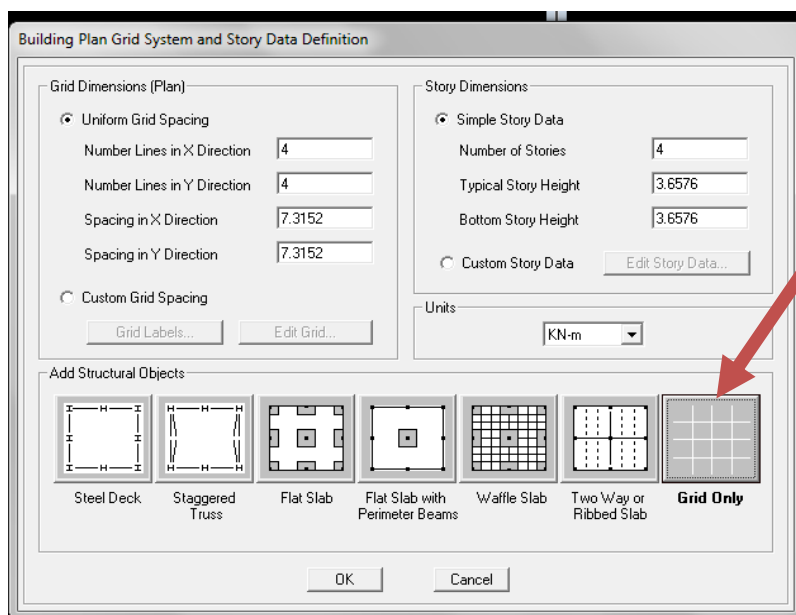 Building Plan Grid System and Story Data Definition
Grid Dimensions (Plan)
Uniform Grid Spacing
Number Lines in X Direction 4
Number Lines in Y Direction 4
Spacing in X Direction 7.3152
Spacing in Y Direction 7.3152
Custom Grid Spacing
Grid Labels... Edit Grid...
Story Dimensions
Simple Story Data
Number of Stories 4
Typical Story Height 3.6576
Bottom Story Height 3.6576
Custom Story Data Edit Story Data...
Units
KN-m
Add Structural Objects
Steel Deck
Staggered
Truss
Flat Slab
Flat Slab with
Perimeter Beams
Waffle Slab
Two Way or
Ribbed Slab
Grid Only
OK Cancel